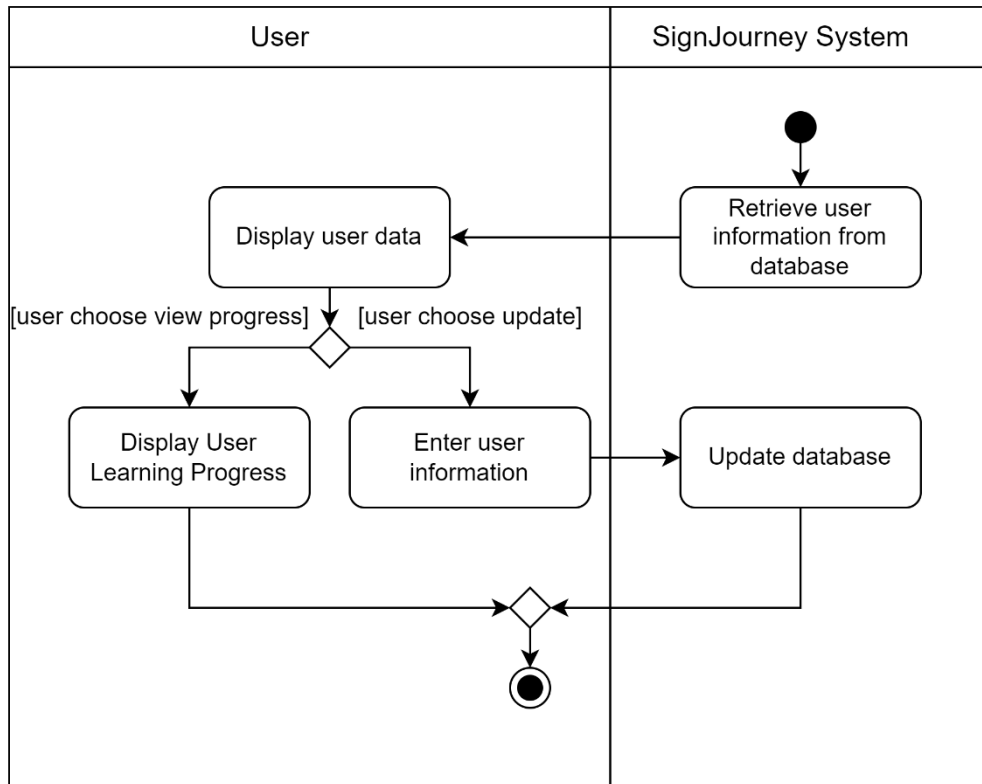 User
SignJourney System
Retrieve user
information from
database
Display user data
[user choose view progress]
[user choose update]
Display User
Learning Progress
Enter user
information
Update database